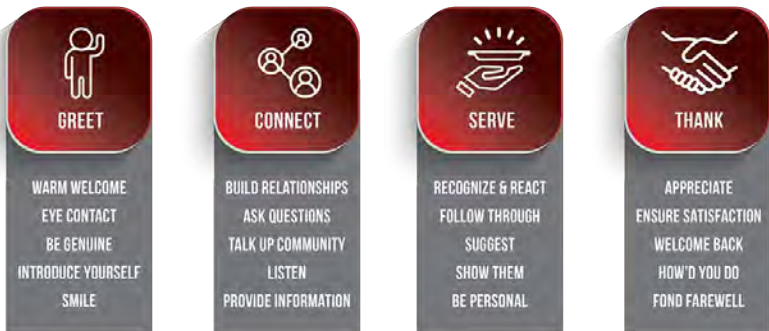 GREET
WARM WELCOME
EYE CONTACT
BE GENUINE
INTRODUCE YOURSELF
SMILE
CONNECT
BUILD RELATIONSHIPS
ASK QUESTIONS
TALK UP COMMUNITY
LISTEN
PROVIDE INFORMATION
SERVE
RECOGNIZE & REACT
FOLLOW THROUGH
SUGGEST
SHOW THEM
BE PERSONAL
THANK
APPRECIATE
ENSURE SATISFACTION
WELCOME BACK
HOW'D YOU DO
FOND FAREWELL